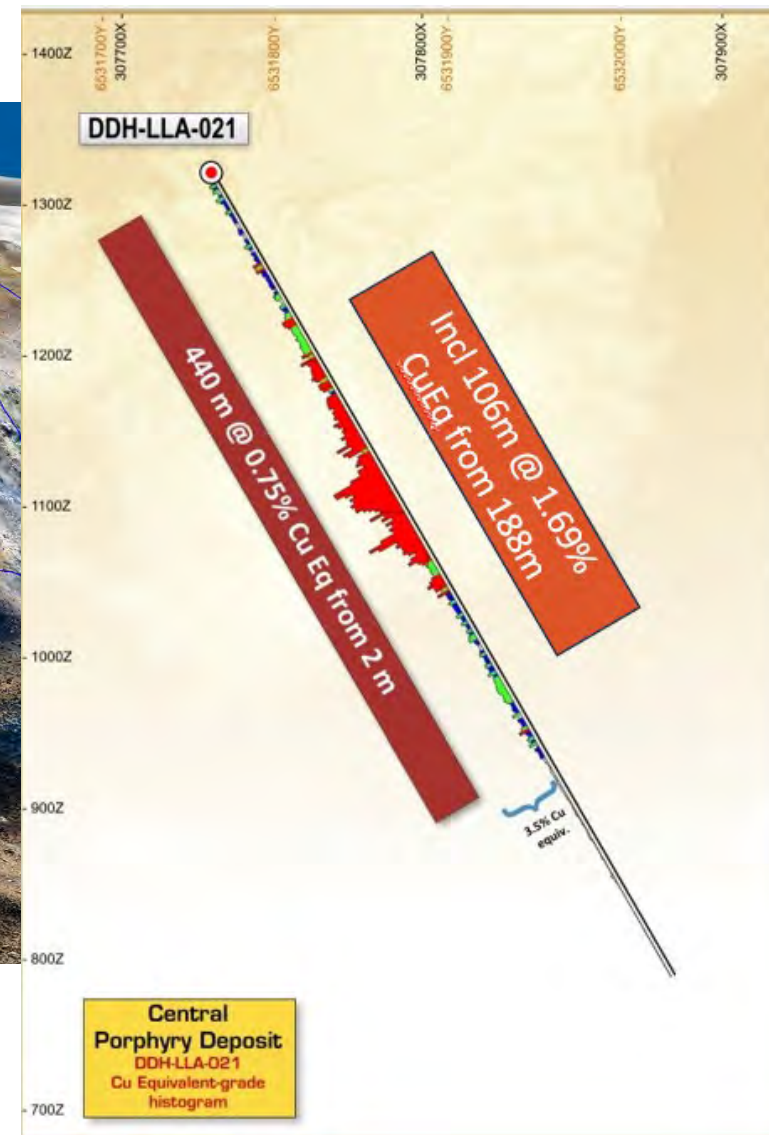 6531700Y
307700X
6531800Y
307800X
6531900Y
6532000Y
307900X
1400Z
DDH-LLA-021
1300Z
1200Z
440 m @ 0.75% Cu Eq from 2 m
Incl 106m @ 1.69%
CuEq from 188m
1100Z
1000Z
900Z
3.5% Cu
equiv.
800Z
Central
Porphyry Deposit
DDH-LLA-021
Cu Equivalent-grade
histogram
700Z